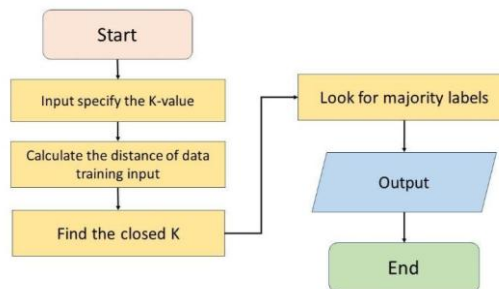 Start
Input specify the K-value
Calculate the distance of data
training input
Find the closed K
Look for majority labels
Output
End